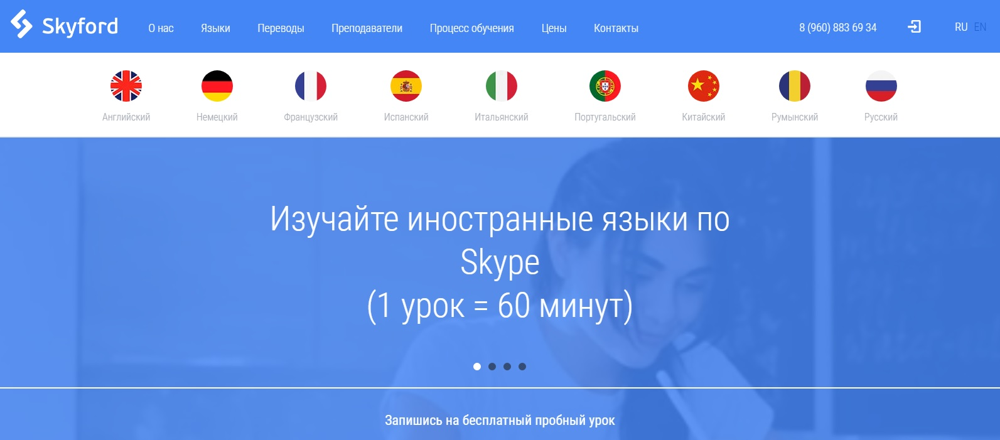 Skyford
О нас Языки Переводы Преподаватели Процесс обучения Цены Контакты 8 (960) 883 69 34 RU EN
Английский Немецкий Французский Испанский Итальянский Португальский Китайский Румынский Русский
Изучайте иностранные языки по
Skype
(1 урок = 60 минут)
Запишись на бесплатный пробный урок